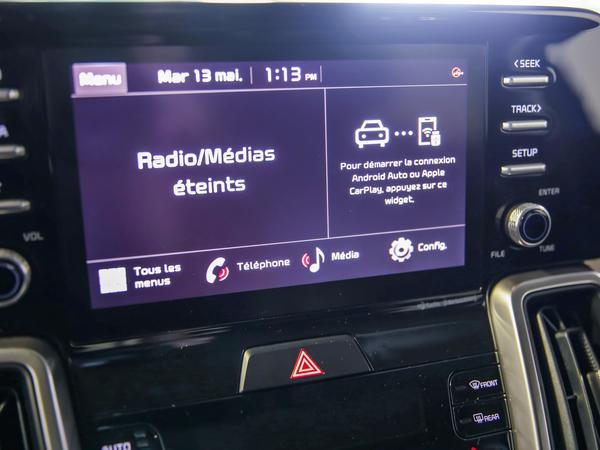 Menu
Mar 13 mai.
1:13 PM
Radio/Médias
éteints
Pour démarrer la connexion
Android Auto ou Apple
CarPlay, appuyez sur ce
widget.
Tous les
menus
Téléphone
Média
Config.
VOL
<SEEK
TRACK>
SETUP
ENTER
FILE
TUNE
FRONT
REAR
AUTO